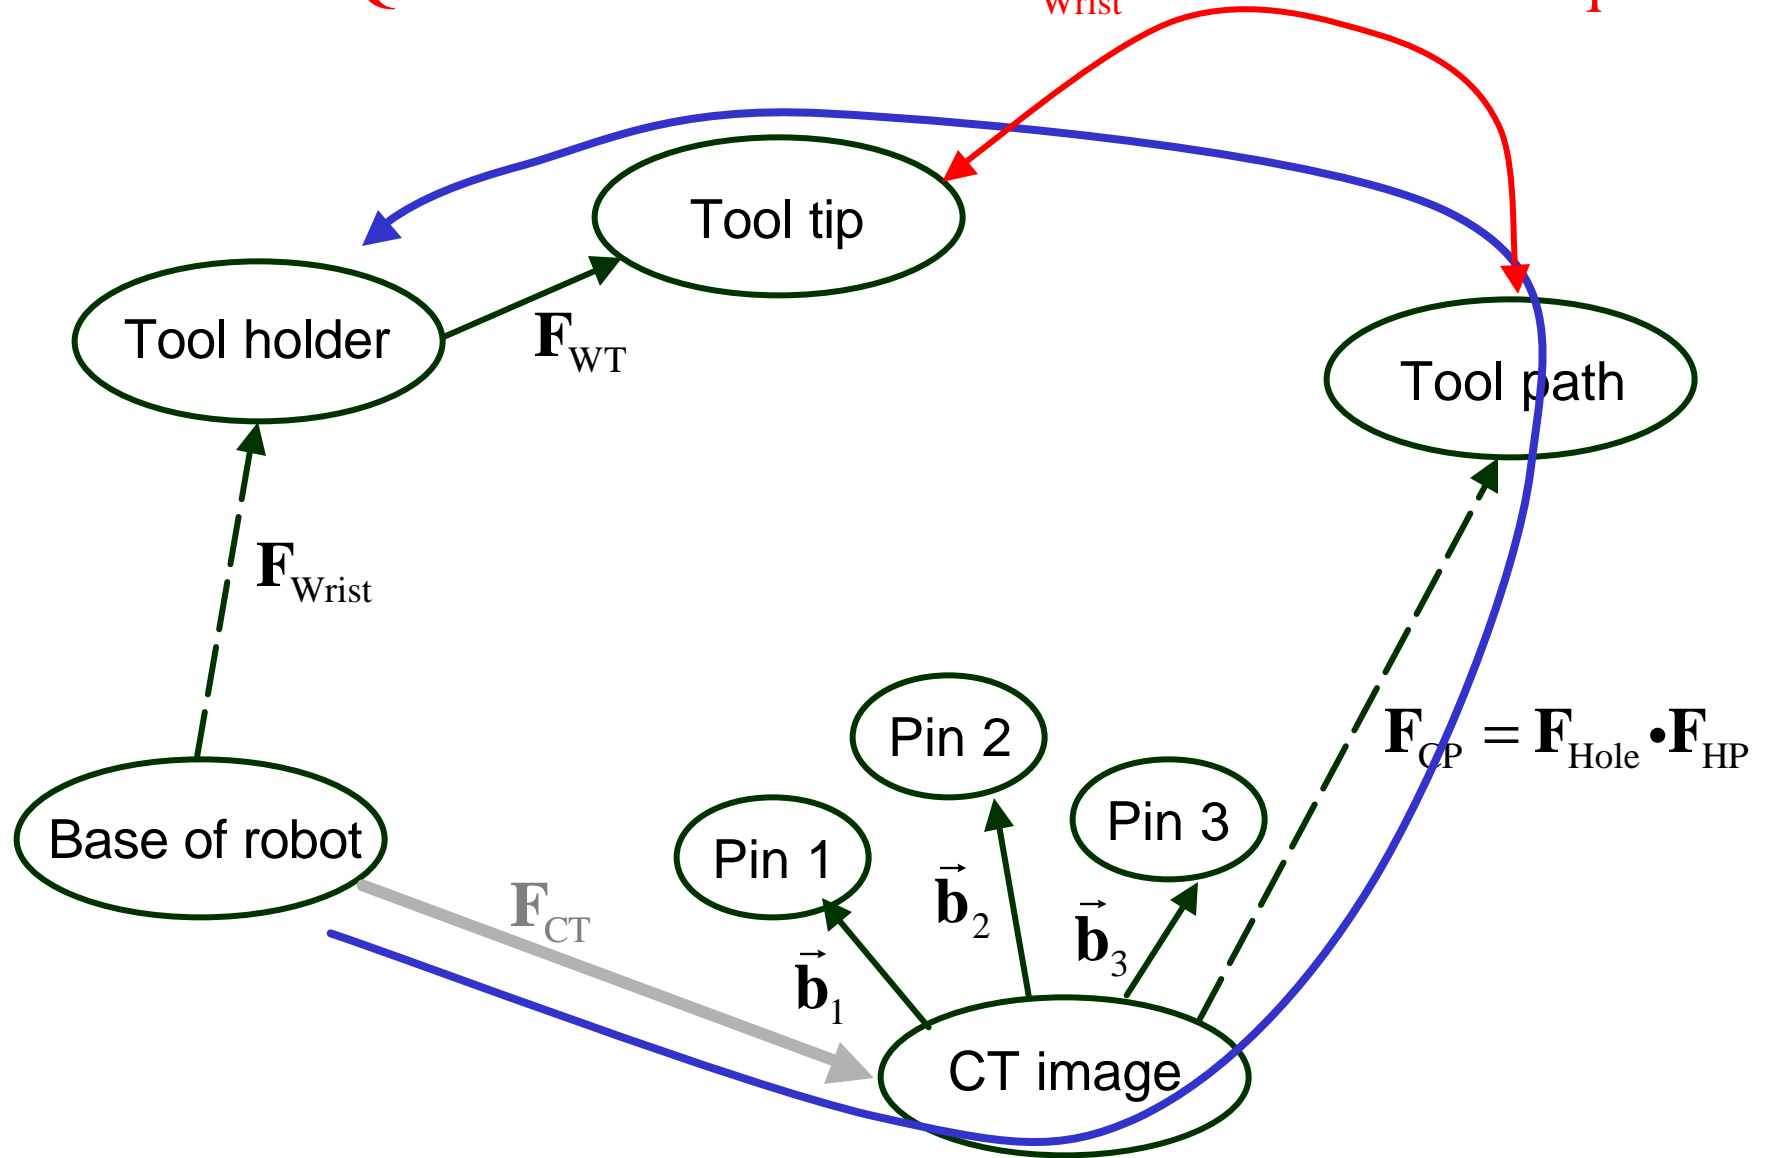 Wrist
Tool tip
Tool holder
F_WT
Tool path
F_Wrist
Pin 2
F_CP = F_Hole •F_HP
Pin 3
Base of robot
Pin 1
F_CT
b⃗_2
b⃗_3
b⃗_1
CT image